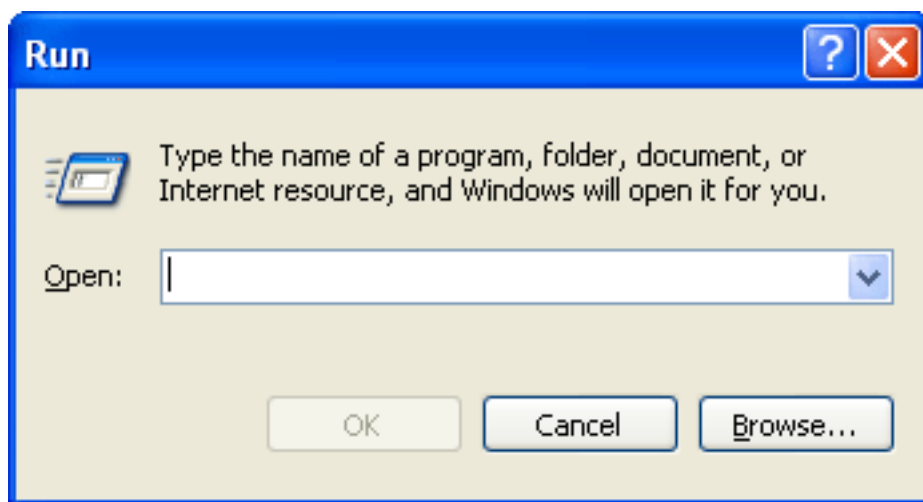 Run
Type the name of a program, folder, document, or
Internet resource, and Windows will open it for you.
Open:
OK
Cancel
Browse...